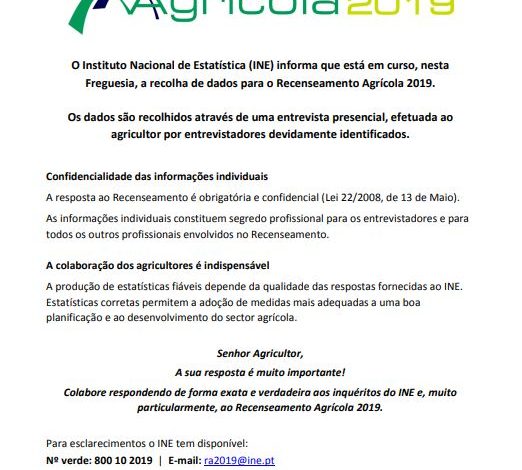 Agrícola 2019
O Instituto Nacional de Estatística (INE) informa que está em curso, nesta
Freguesia, a recolha de dados para o Recenseamento Agrícola 2019.
Os dados são recolhidos através de uma entrevista presencial, efetuada ao
agricultor por entrevistadores devidamente identificados.
Confidencialidade das informações individuais
A resposta ao Recenseamento é obrigatória e confidencial (Lei 22/2008, de 13 de Maio).
As informações individuais constituem segredo profissional para os entrevistadores e para
todos os outros profissionais envolvidos no Recenseamento.
A colaboração dos agricultores é indispensável
A produção de estatísticas fiáveis depende da qualidade das respostas fornecidas ao INE.
Estatísticas corretas permitem a adoção de medidas mais adequadas a uma boa
planificação e ao desenvolvimento do sector agrícola.
Senhor Agricultor,
A sua resposta é muito importante!
Colabore respondendo de forma exata e verdadeira aos inquéritos do INE e, muito
particularmente, ao Recenseamento Agrícola 2019.
Para esclarecimentos o INE tem disponível:
Nº verde: 800 10 2019 | E-mail: ra2019@ine.pt